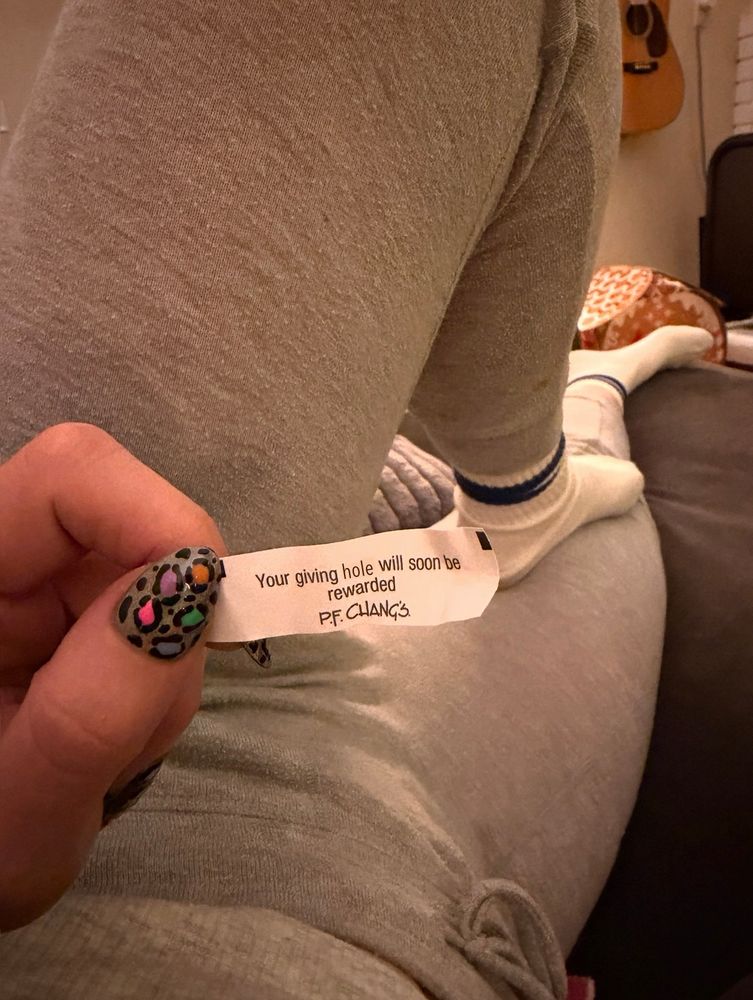 Your giving hole will soon be
rewarded
P.F. CHANG'S